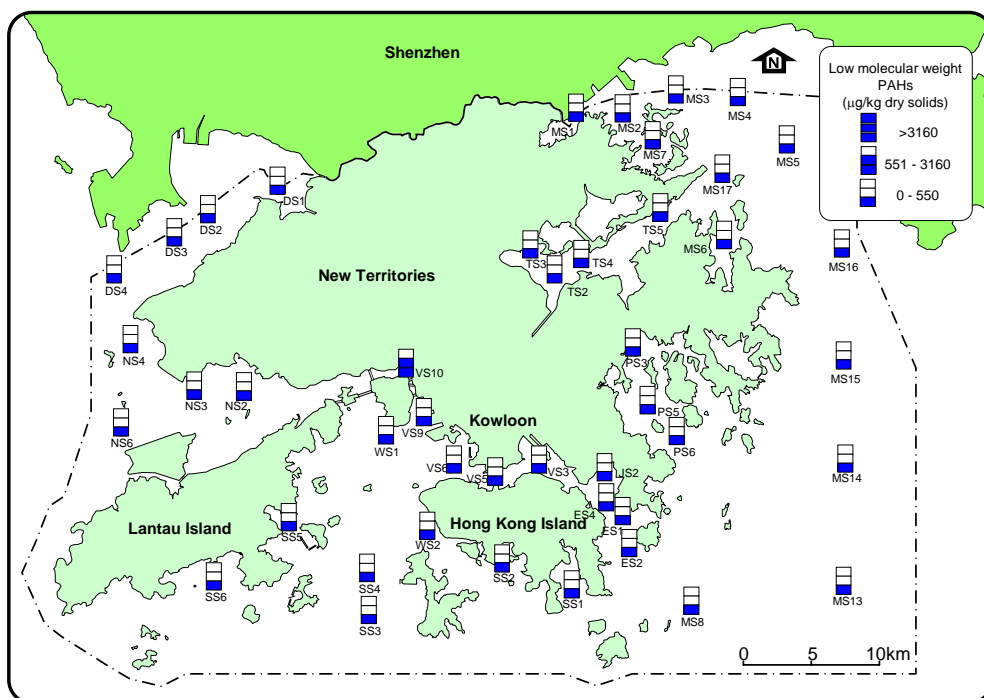 Shenzhen
N
Low molecular weight
PAHs
(µg/kg dry solids)
>3160
551 - 3160
0 - 550
MS1
MS2
MS3
MS4
MS7
MS5
MS17
DS1
DS2
DS3
DS4
TS5
TS3
TS4
TS2
MS6
MS16
New Territories
NS4
NS3
NS2
NS6
VS10
VS9
WS1
Kowloon
VS6
VS5
VS3
PS3
PS5
PS6
MS15
JS2
MS14
ES4
ES1
ES2
Lantau Island
Hong Kong Island
SS5
WS2
SS2
SS6
SS4
SS3
SS1
MS8
MS13
0 5 10km